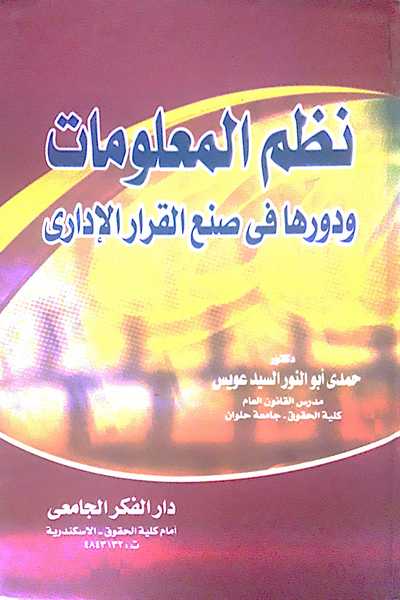 نظم المعلومات
ودورها فى صنع القرار الإدارى
دكتور
حمدى أبو النور السيد عويس
مدرس القانون العام
كلية الحقوق - جامعة حلوان
دار الفكر الجامعى
أمام كلية الحقوق - الاسكندرية
ت : ٤٨٤٣١٣٢